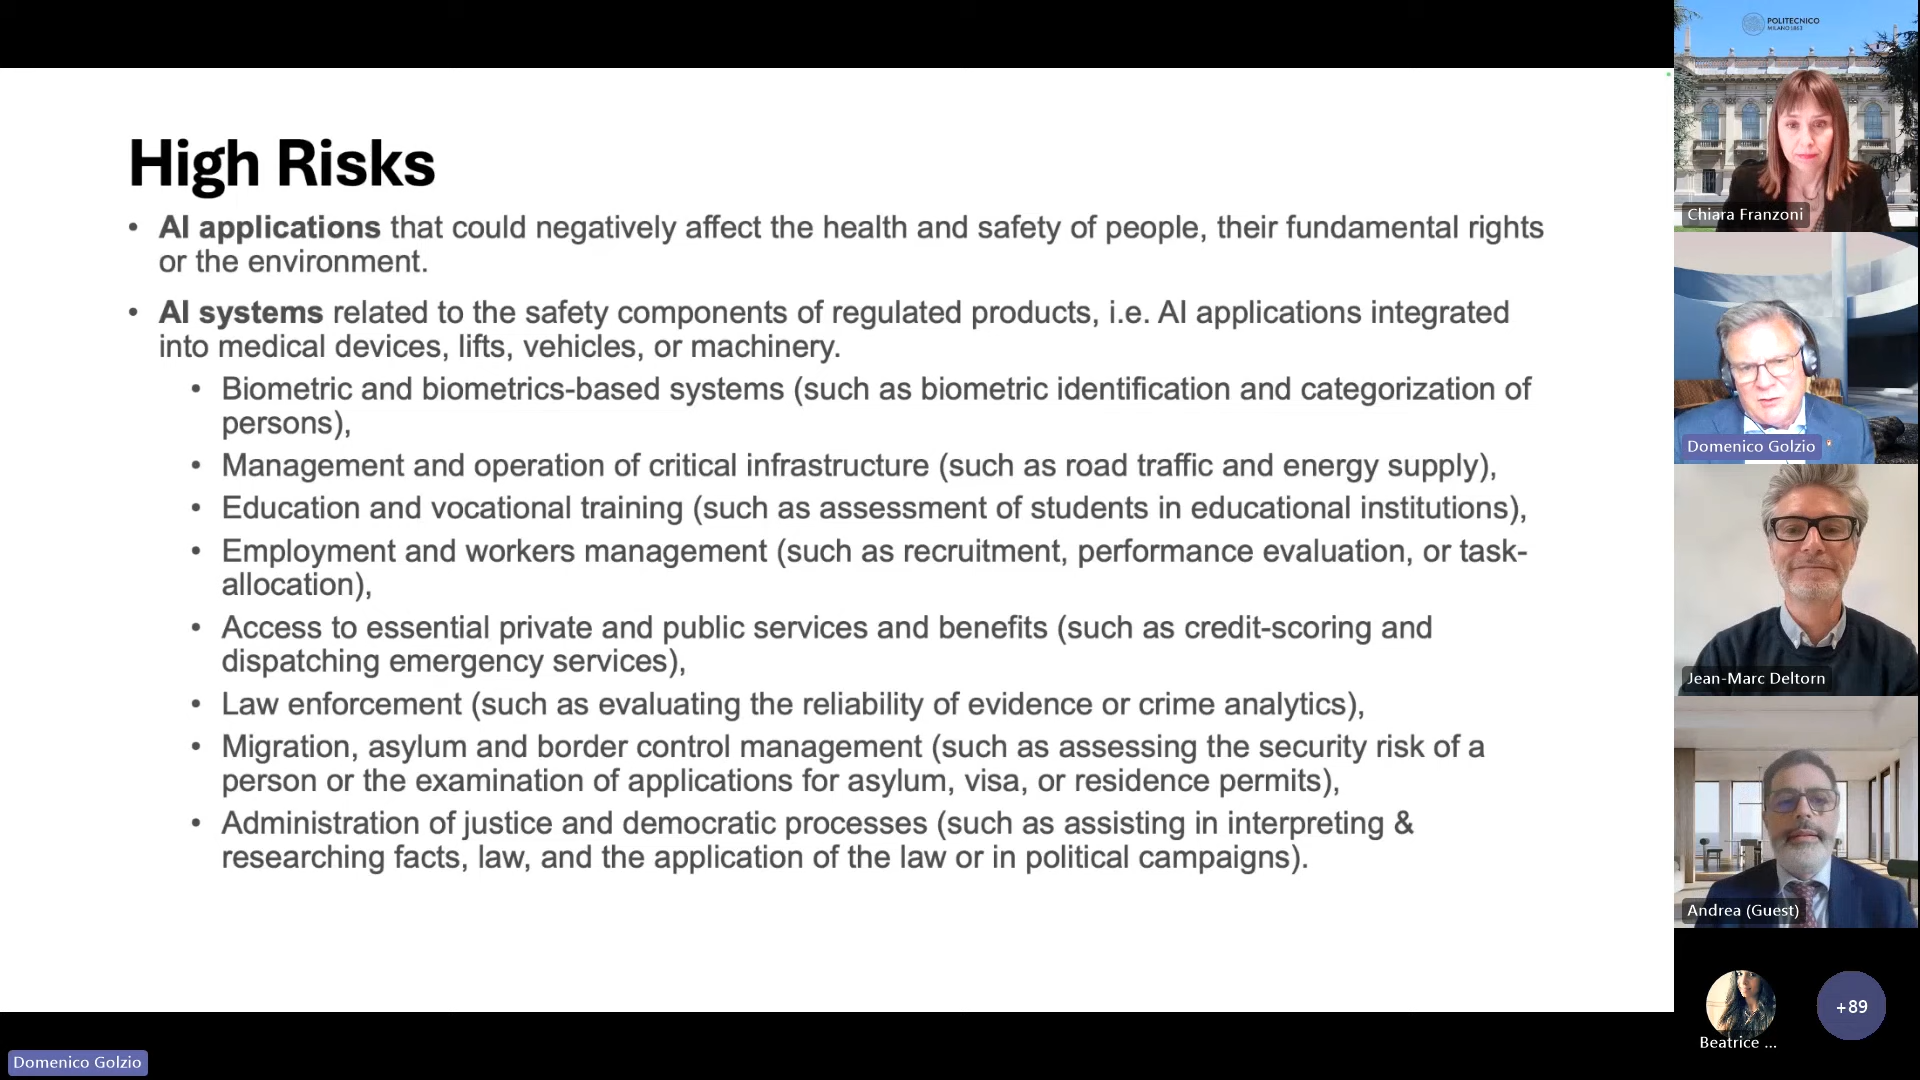 High Risks
• AI applications that could negatively affect the health and safety of people, their fundamental rights
or the environment.
• AI systems related to the safety components of regulated products, i.e. AI applications integrated
into medical devices, lifts, vehicles, or machinery.
• Biometric and biometrics-based systems (such as biometric identification and categorization of
persons),
• Management and operation of critical infrastructure (such as road traffic and energy supply),
• Education and vocational training (such as assessment of students in educational institutions),
• Employment and workers management (such as recruitment, performance evaluation, or task-
allocation),
• Access to essential private and public services and benefits (such as credit-scoring and
dispatching emergency services),
• Law enforcement (such as evaluating the reliability of evidence or crime analytics),
• Migration, asylum and border control management (such as assessing the security risk of a
person or the examination of applications for asylum, visa, or residence permits),
• Administration of justice and democratic processes (such as assisting in interpreting &
researching facts, law, and the application of the law or in political campaigns).
Domenico Golzio
POLITECNICO
MILANO 1863
Chiara Franzoni
Domenico Golzio
Jean-Marc Deltorn
Andrea (Guest)
Beatrice ...
+89